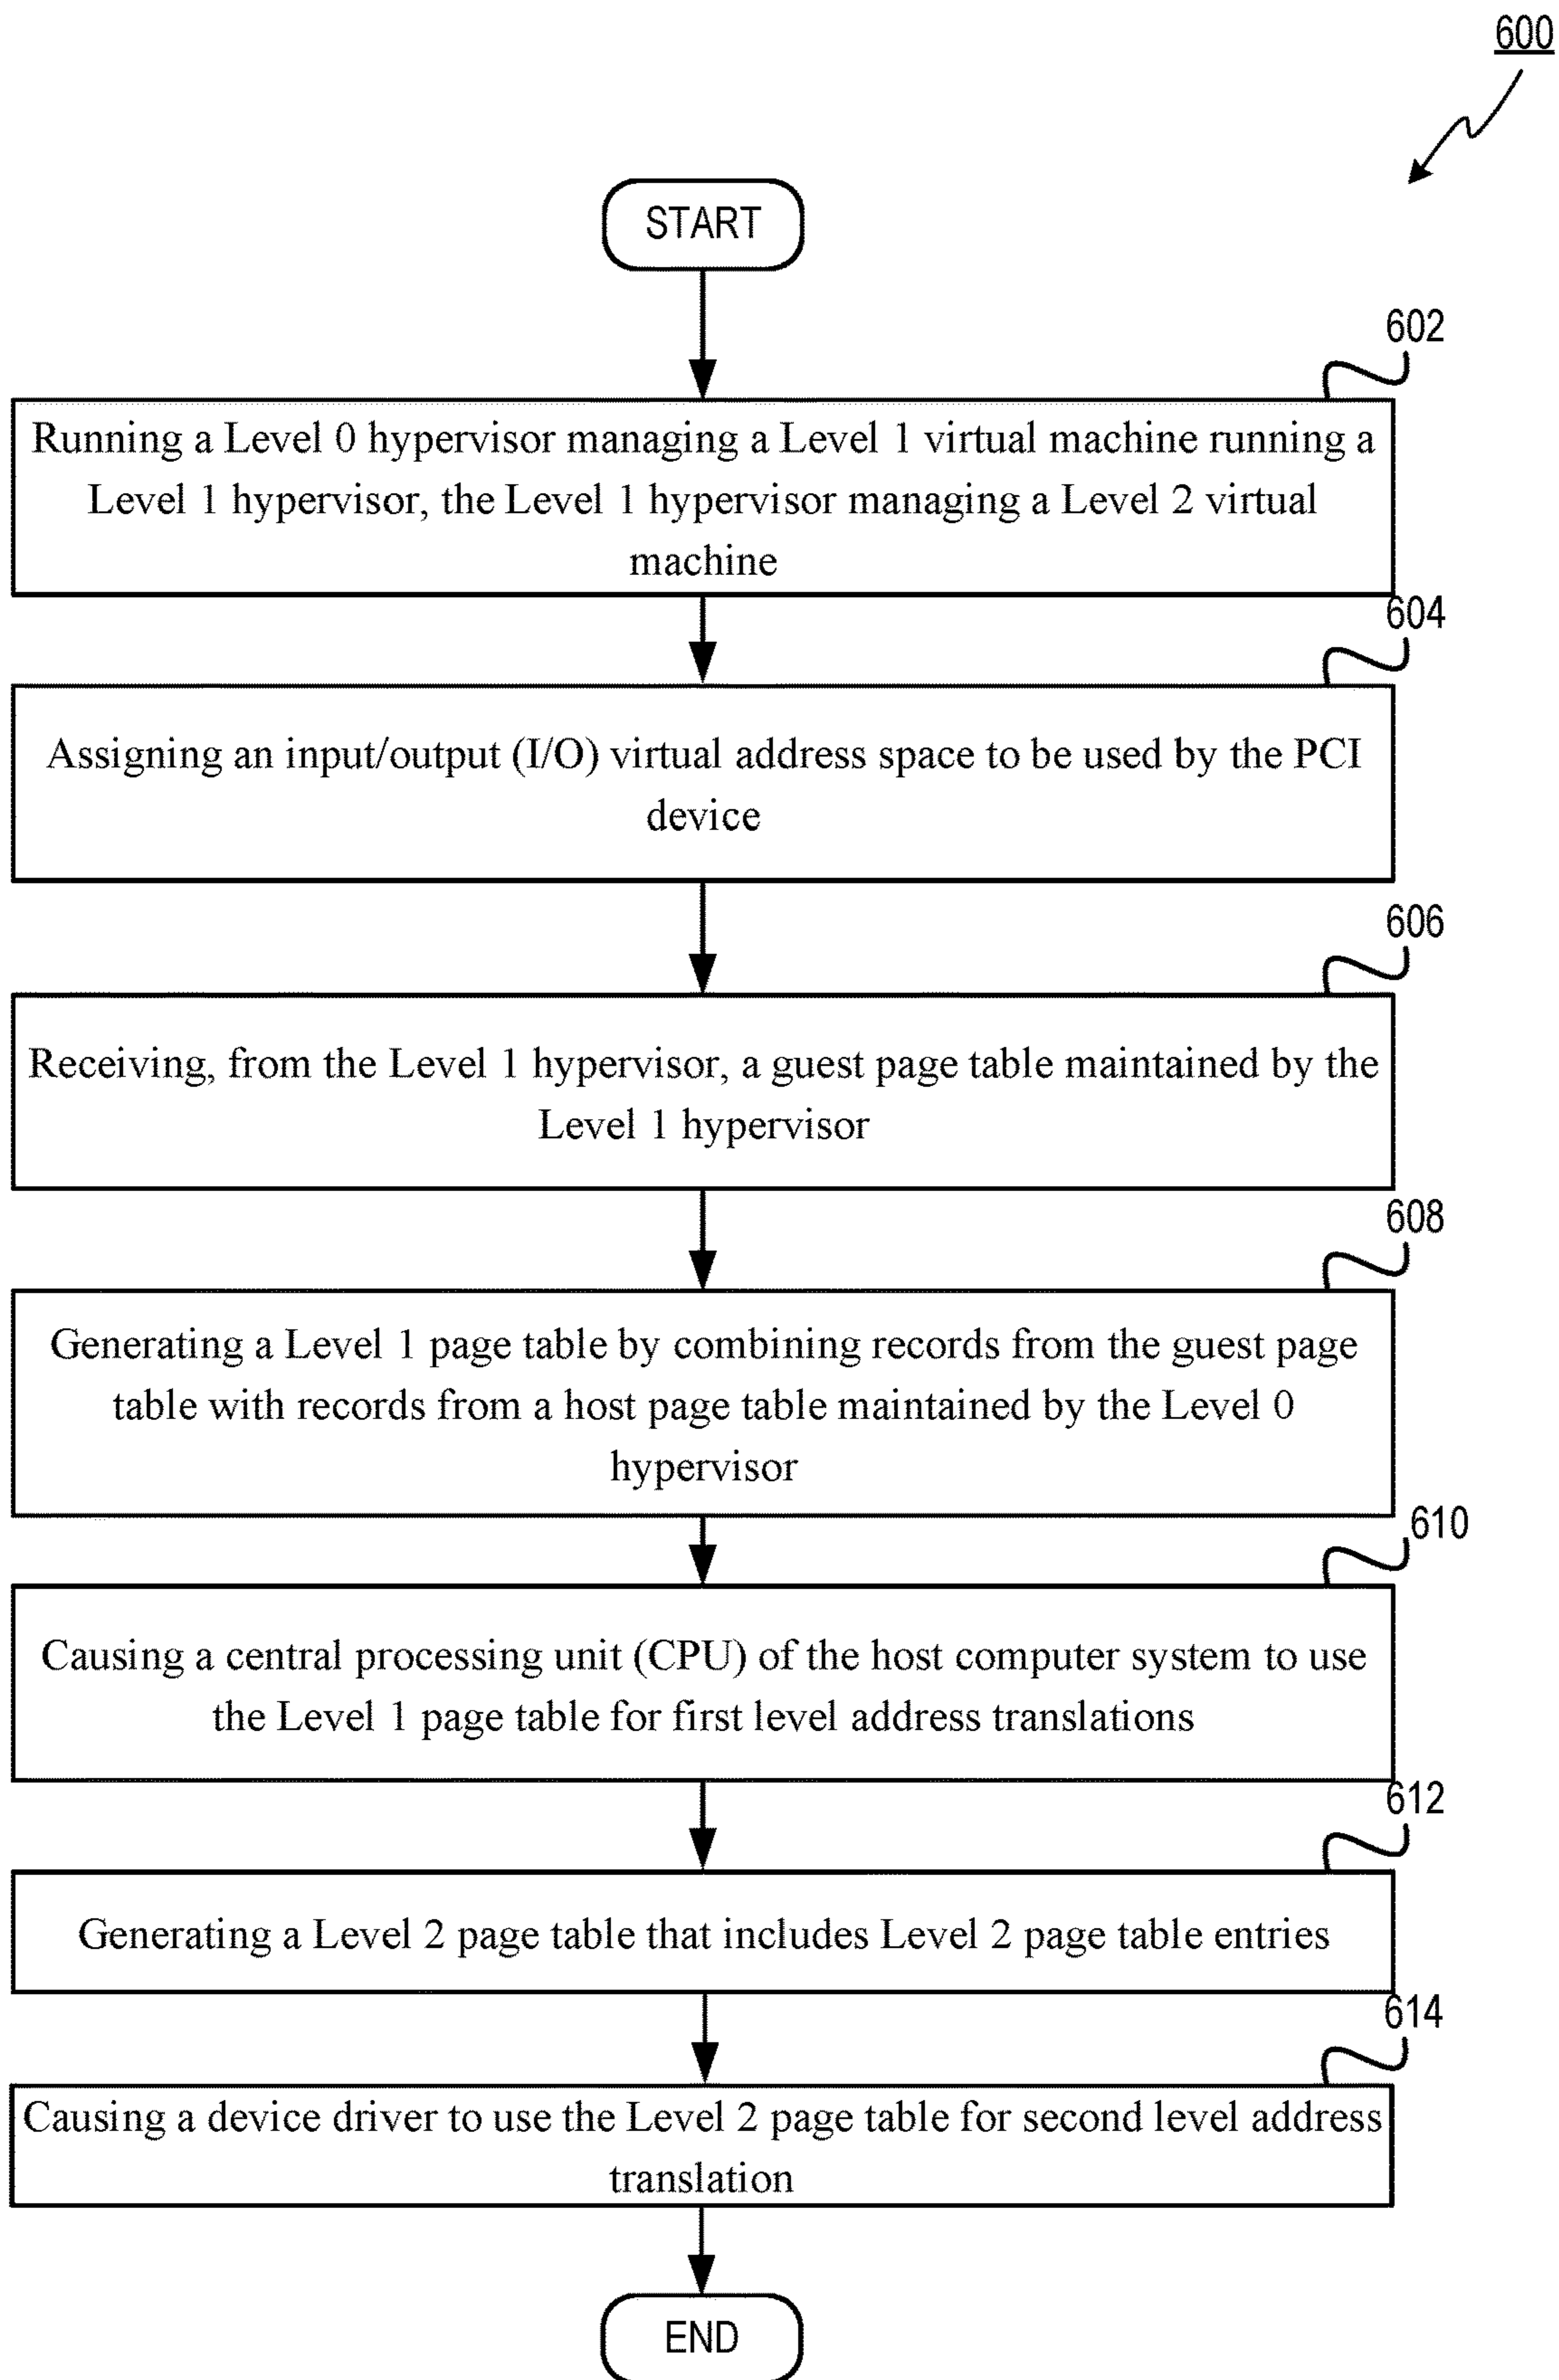 600
START
602
Running a Level 0 hypervisor managing a Level 1 virtual machine running a
Level 1 hypervisor, the Level 1 hypervisor managing a Level 2 virtual
machine
604
Assigning an input/output (I/O) virtual address space to be used by the PCI
device
606
Receiving, from the Level 1 hypervisor, a guest page table maintained by the
Level 1 hypervisor
608
Generating a Level 1 page table by combining records from the guest page
table with records from a host page table maintained by the Level 0
hypervisor
610
Causing a central processing unit (CPU) of the host computer system to use
the Level 1 page table for first level address translations
612
Generating a Level 2 page table that includes Level 2 page table entries
614
Causing a device driver to use the Level 2 page table for second level address
translation
END